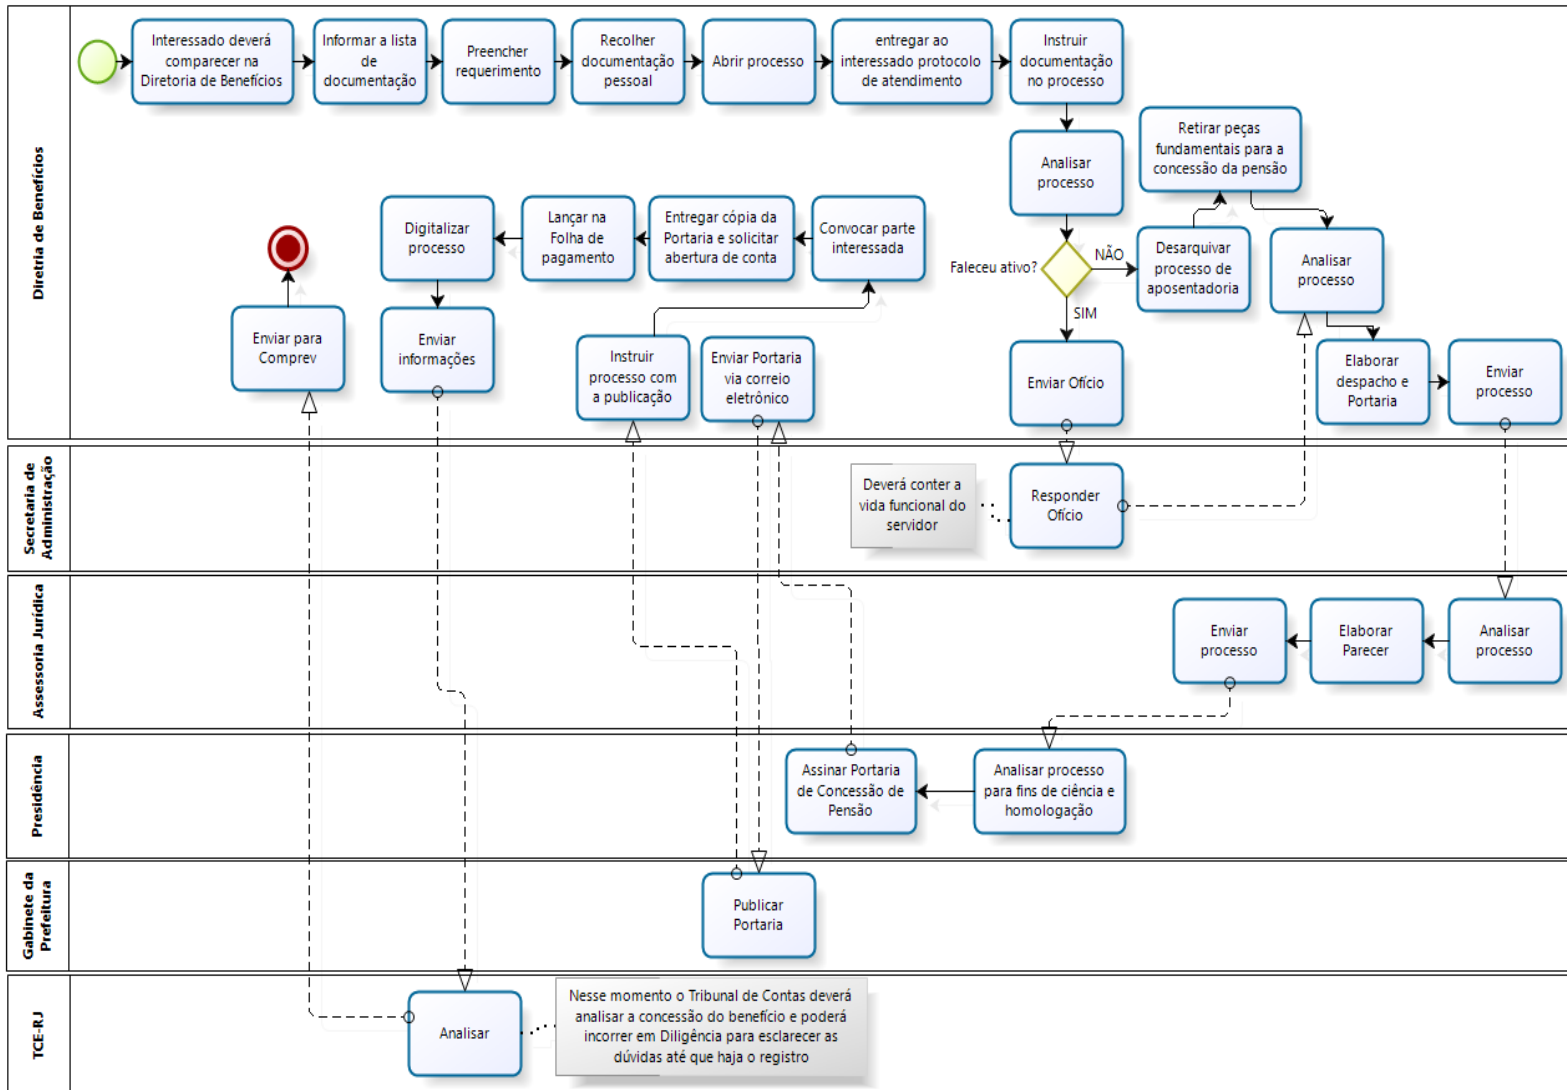 Diretria de Benefícios
Interessado deverá
comparecer na
Diretoria de Benefícios
Informar a lista
de
documentação
Preencher
requerimento
Recolher
documentação
pessoal
Abrir processo
entregar ao
interessado protocolo
de atendimento
Instruir
documentação
no processo
Analisar
processo
Faleceu ativo?
NÃO
SIM
Desarquivar
processo de
aposentadoria
Retirar peças
fundamentais para a
concessão da pensão
Analisar
processo
Elaborar
despacho e
Portaria
Enviar
processo
Enviar Ofício
Convocar parte
interessada
Entregar cópia da
Portaria e solicitar
abertura de conta
Lançar na
Folha de
pagamento
Digitalizar
processo
Enviar
informações
Enviar para
Comprev
Instruir
processo com
a publicação
Enviar Portaria
via correio
eletrônico
Secretaria de
Administração
Deverá conter a
vida funcional do
servidor
Responder
Ofício
Assessoria Jurídica
Enviar
processo
Elaborar
Parecer
Analisar
processo
Presidência
Assinar Portaria
de Concessão de
Pensão
Analisar processo
para fins de ciência e
homologação
Gabinete da
Prefeitura
Publicar
Portaria
TCE-RJ
Analisar
Nesse momento o Tribunal de Contas deverá
analisar a concessão do benefício e poderá
incorrer em Diligência para esclarecer as
dúvidas até que haja o registro